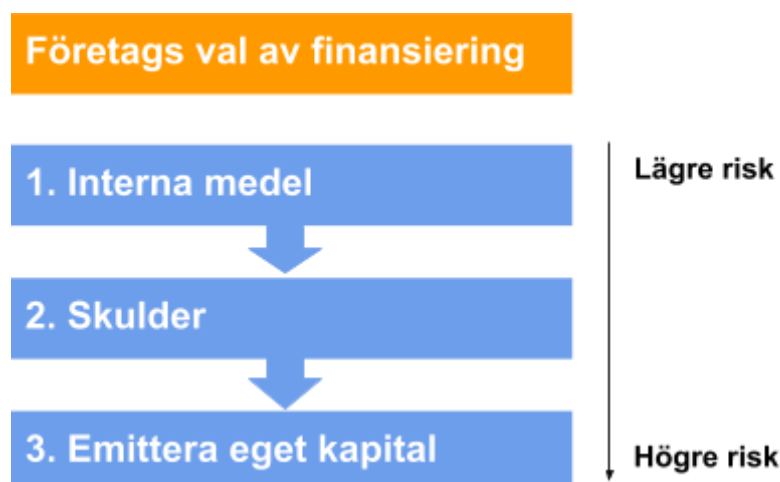 Företags val av finansiering
1. Interna medel
Lägre risk
2. Skulder
3. Emittera eget kapital
Högre risk